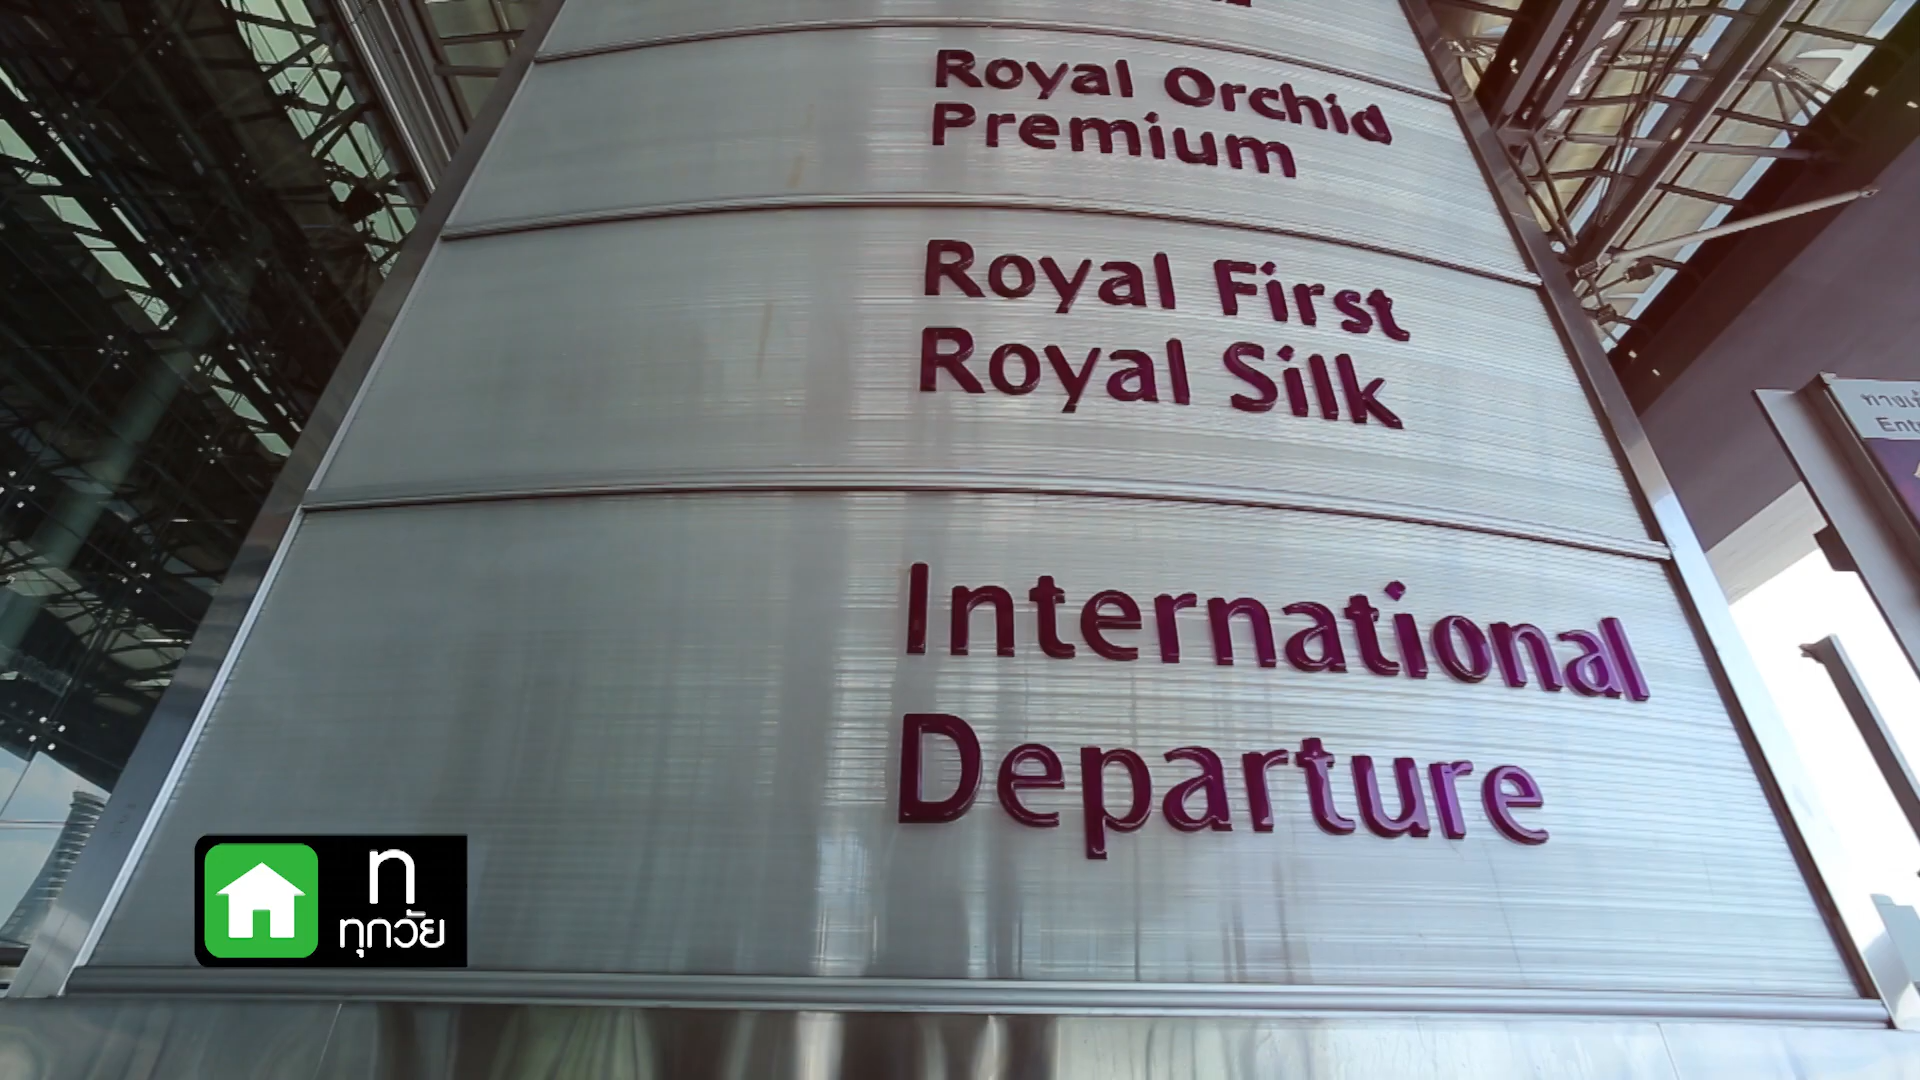 Royal Orchid
Premium
Royal First
Royal Silk
International
Departure
ท
ทุกวัย